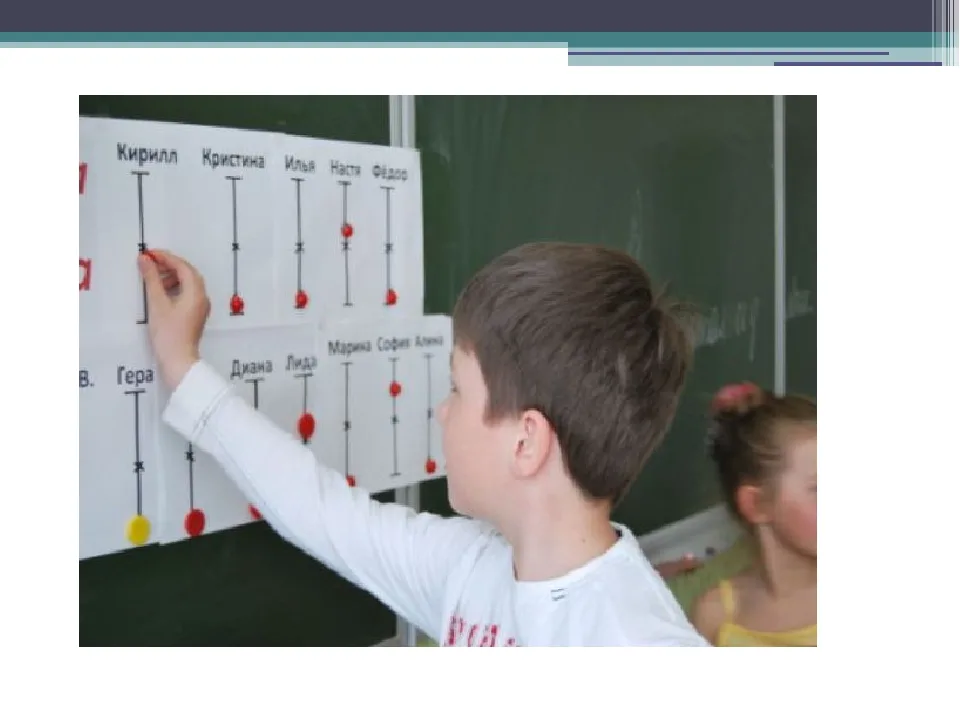 Кирилл Кристина Илья Настя Фёдор
а
В. Гера Диана Лида Марина София Алина